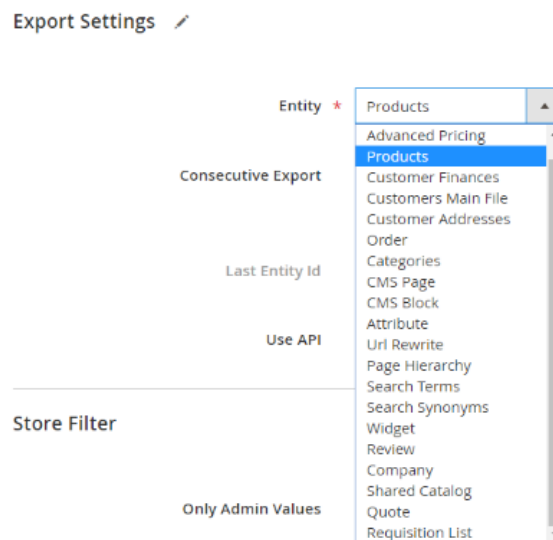 Export Settings
Entity * Products
Advanced Pricing
Products
Consecutive Export
Customer Finances
Customers Main File
Customer Addresses
Order
Categories
Last Entity Id
CMS Page
CMS Block
Attribute
Use API
Url Rewrite
Page Hierarchy
Search Terms
Search Synonyms
Store Filter
Widget
Review
Company
Shared Catalog
Only Admin Values
Quote
Requisition List